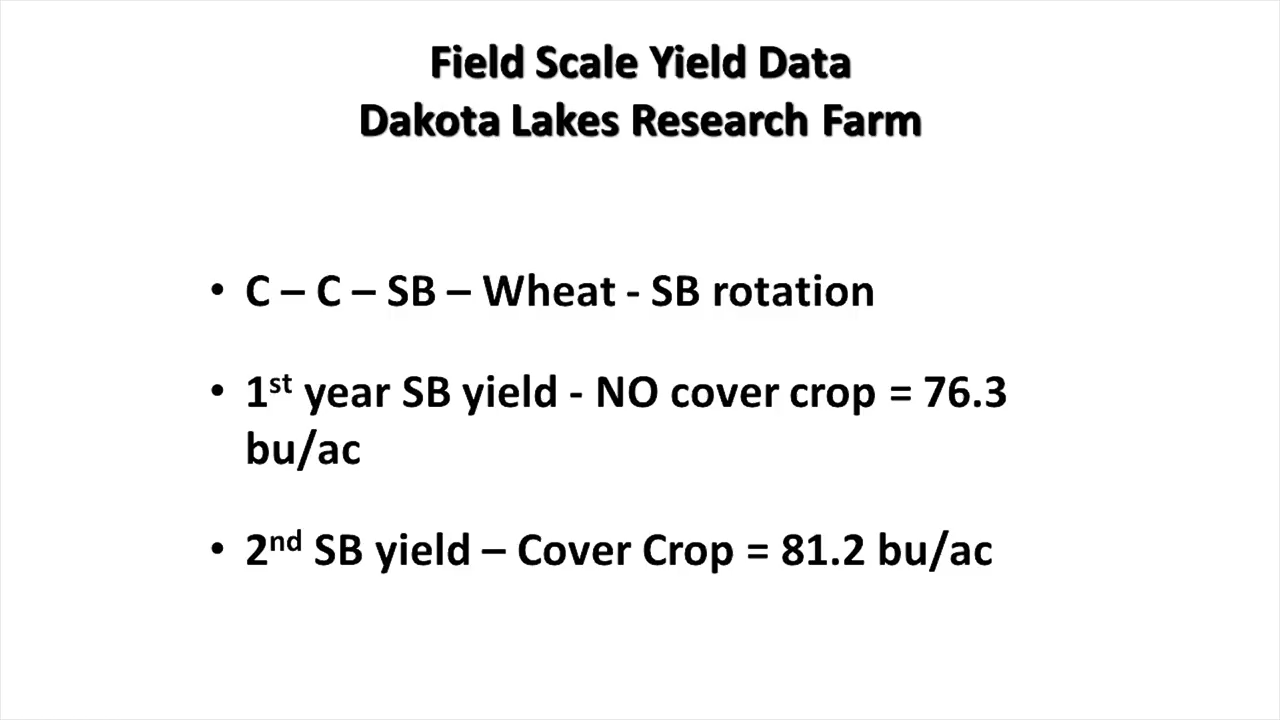 Field Scale Yield Data
Dakota Lakes Research Farm
• C – C – SB – Wheat - SB rotation
• 1st year SB yield - NO cover crop = 76.3
bu/ac
• 2nd SB yield – Cover Crop = 81.2 bu/ac